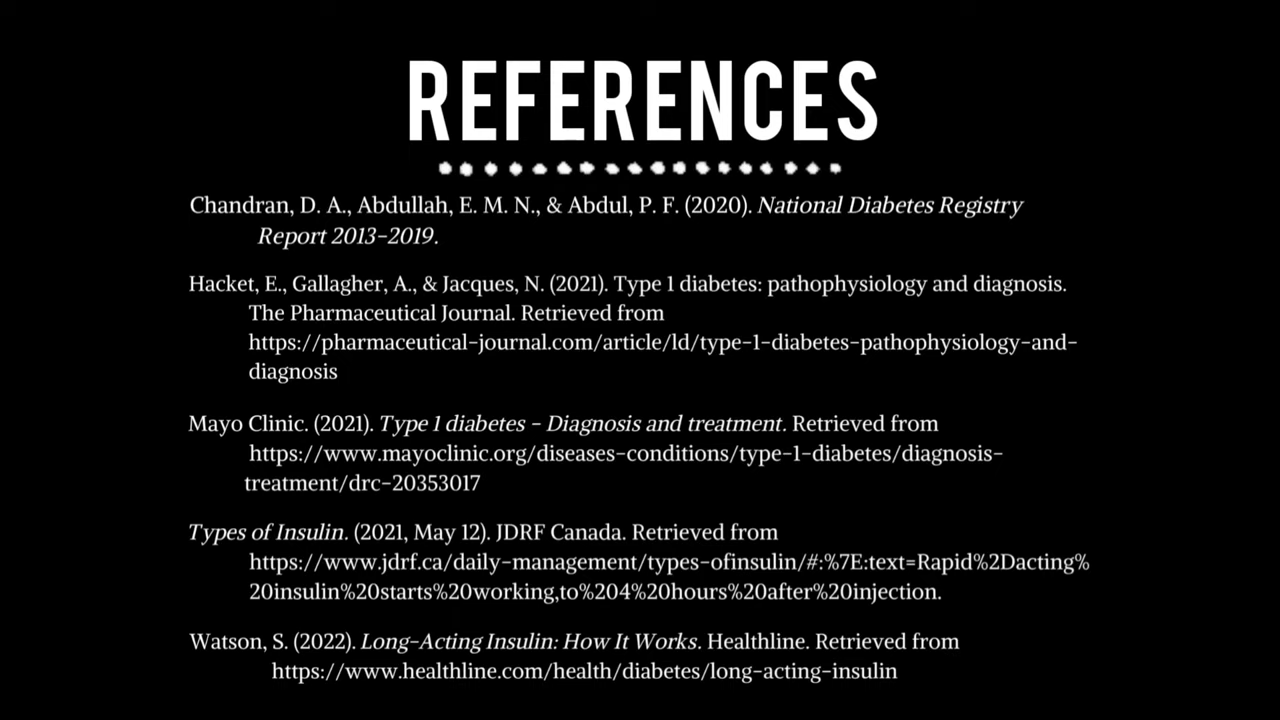 REFERENCES
Chandran, D. A., Abdullah, E. M. N., & Abdul, P. F. (2020). National Diabetes Registry
Report 2013-2019.
Hacket, E., Gallagher, A., & Jacques, N. (2021). Type 1 diabetes: pathophysiology and diagnosis.
The Pharmaceutical Journal. Retrieved from
https://pharmaceutical-journal.com/article/ld/type-1-diabetes-pathophysiology-and-
diagnosis
Mayo Clinic. (2021). Type 1 diabetes - Diagnosis and treatment. Retrieved from
https://www.mayoclinic.org/diseases-conditions/type-1-diabetes/diagnosis-
treatment/drc-20353017
Types of Insulin. (2021, May 12). JDRF Canada. Retrieved from
https://www.jdrf.ca/daily-management/types-ofinsulin/#:%7E:text=Rapid%2Dacting%
20insulin%20starts%20working,to%204%20hours%20after%20injection.
Watson, S. (2022). Long-Acting Insulin: How It Works. Healthline. Retrieved from
https://www.healthline.com/health/diabetes/long-acting-insulin